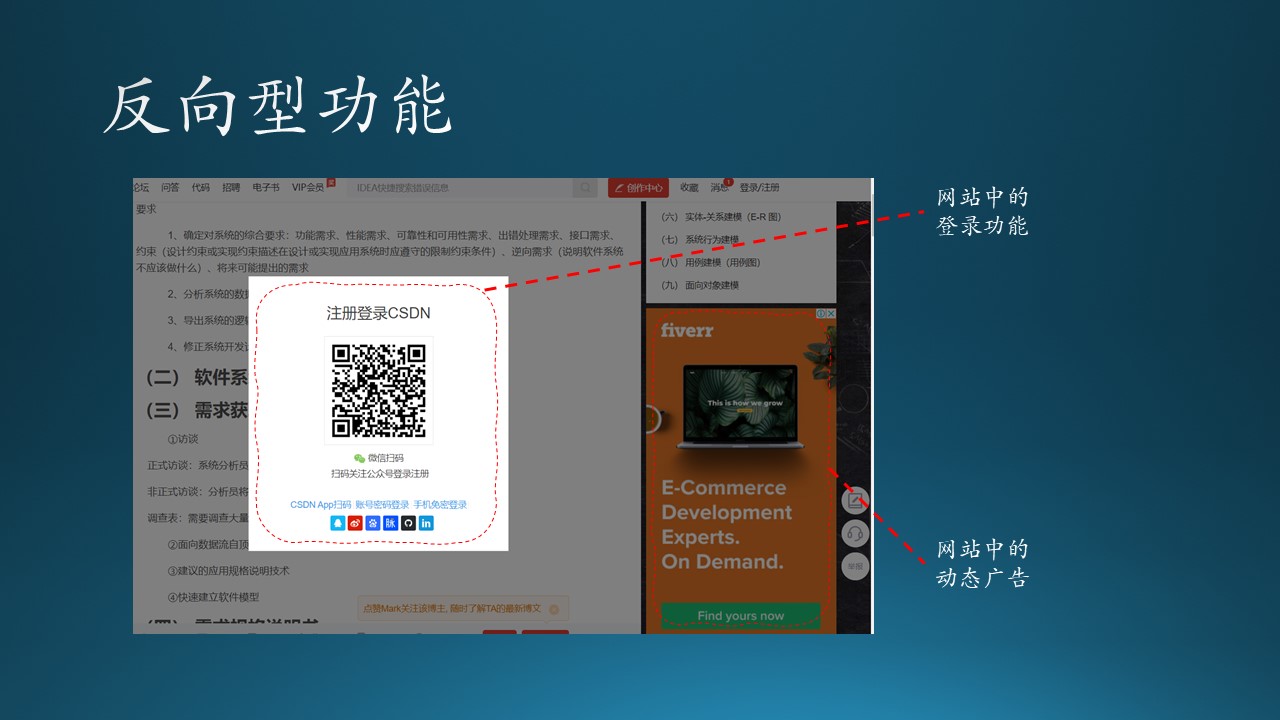 反向型功能
论坛 问答 代码 招聘 电子书 VIP会员 IDEA快捷搜索错误信息 创作中心 收藏 消息 1 登录/注册
要求
1、确定对系统的综合要求：功能需求、性能需求、可靠性和可用性需求、出错处理需求、接口需求、
约束（设计约束或实现约束描述在设计或实现应用系统时应遵守的限制约束条件）、逆向需求（说明软件系统
不应该做什么）、将来可能提出的需求
2、分析系统的数据
3、导出系统的逻
4、修正系统开发
（二） 软件系
（三） 需求获
①访谈
正式访谈：系统分析员
非正式访谈：分析员将
调查表：需要调查大量
②面向数据流自顶
③建议的应用规格说明技术
④快速建立软件模型
注册登录CSDN
微信扫码
扫码关注公众号登录注册
CSDN App扫码 账号密码登录 手机免密登录
脉 in
点赞Mark关注该博主, 随时了解TA的最新博文
（六） 实体-关系建模（E-R 图）
（七） 系统行为建模
（八） 用例建模（用例图）
（九） 面向对象建模
fiverr
This is how we grow
E-Commerce
Development
Experts.
On Demand.
Find yours now
举报
网站中的
登录功能
网站中的
动态广告